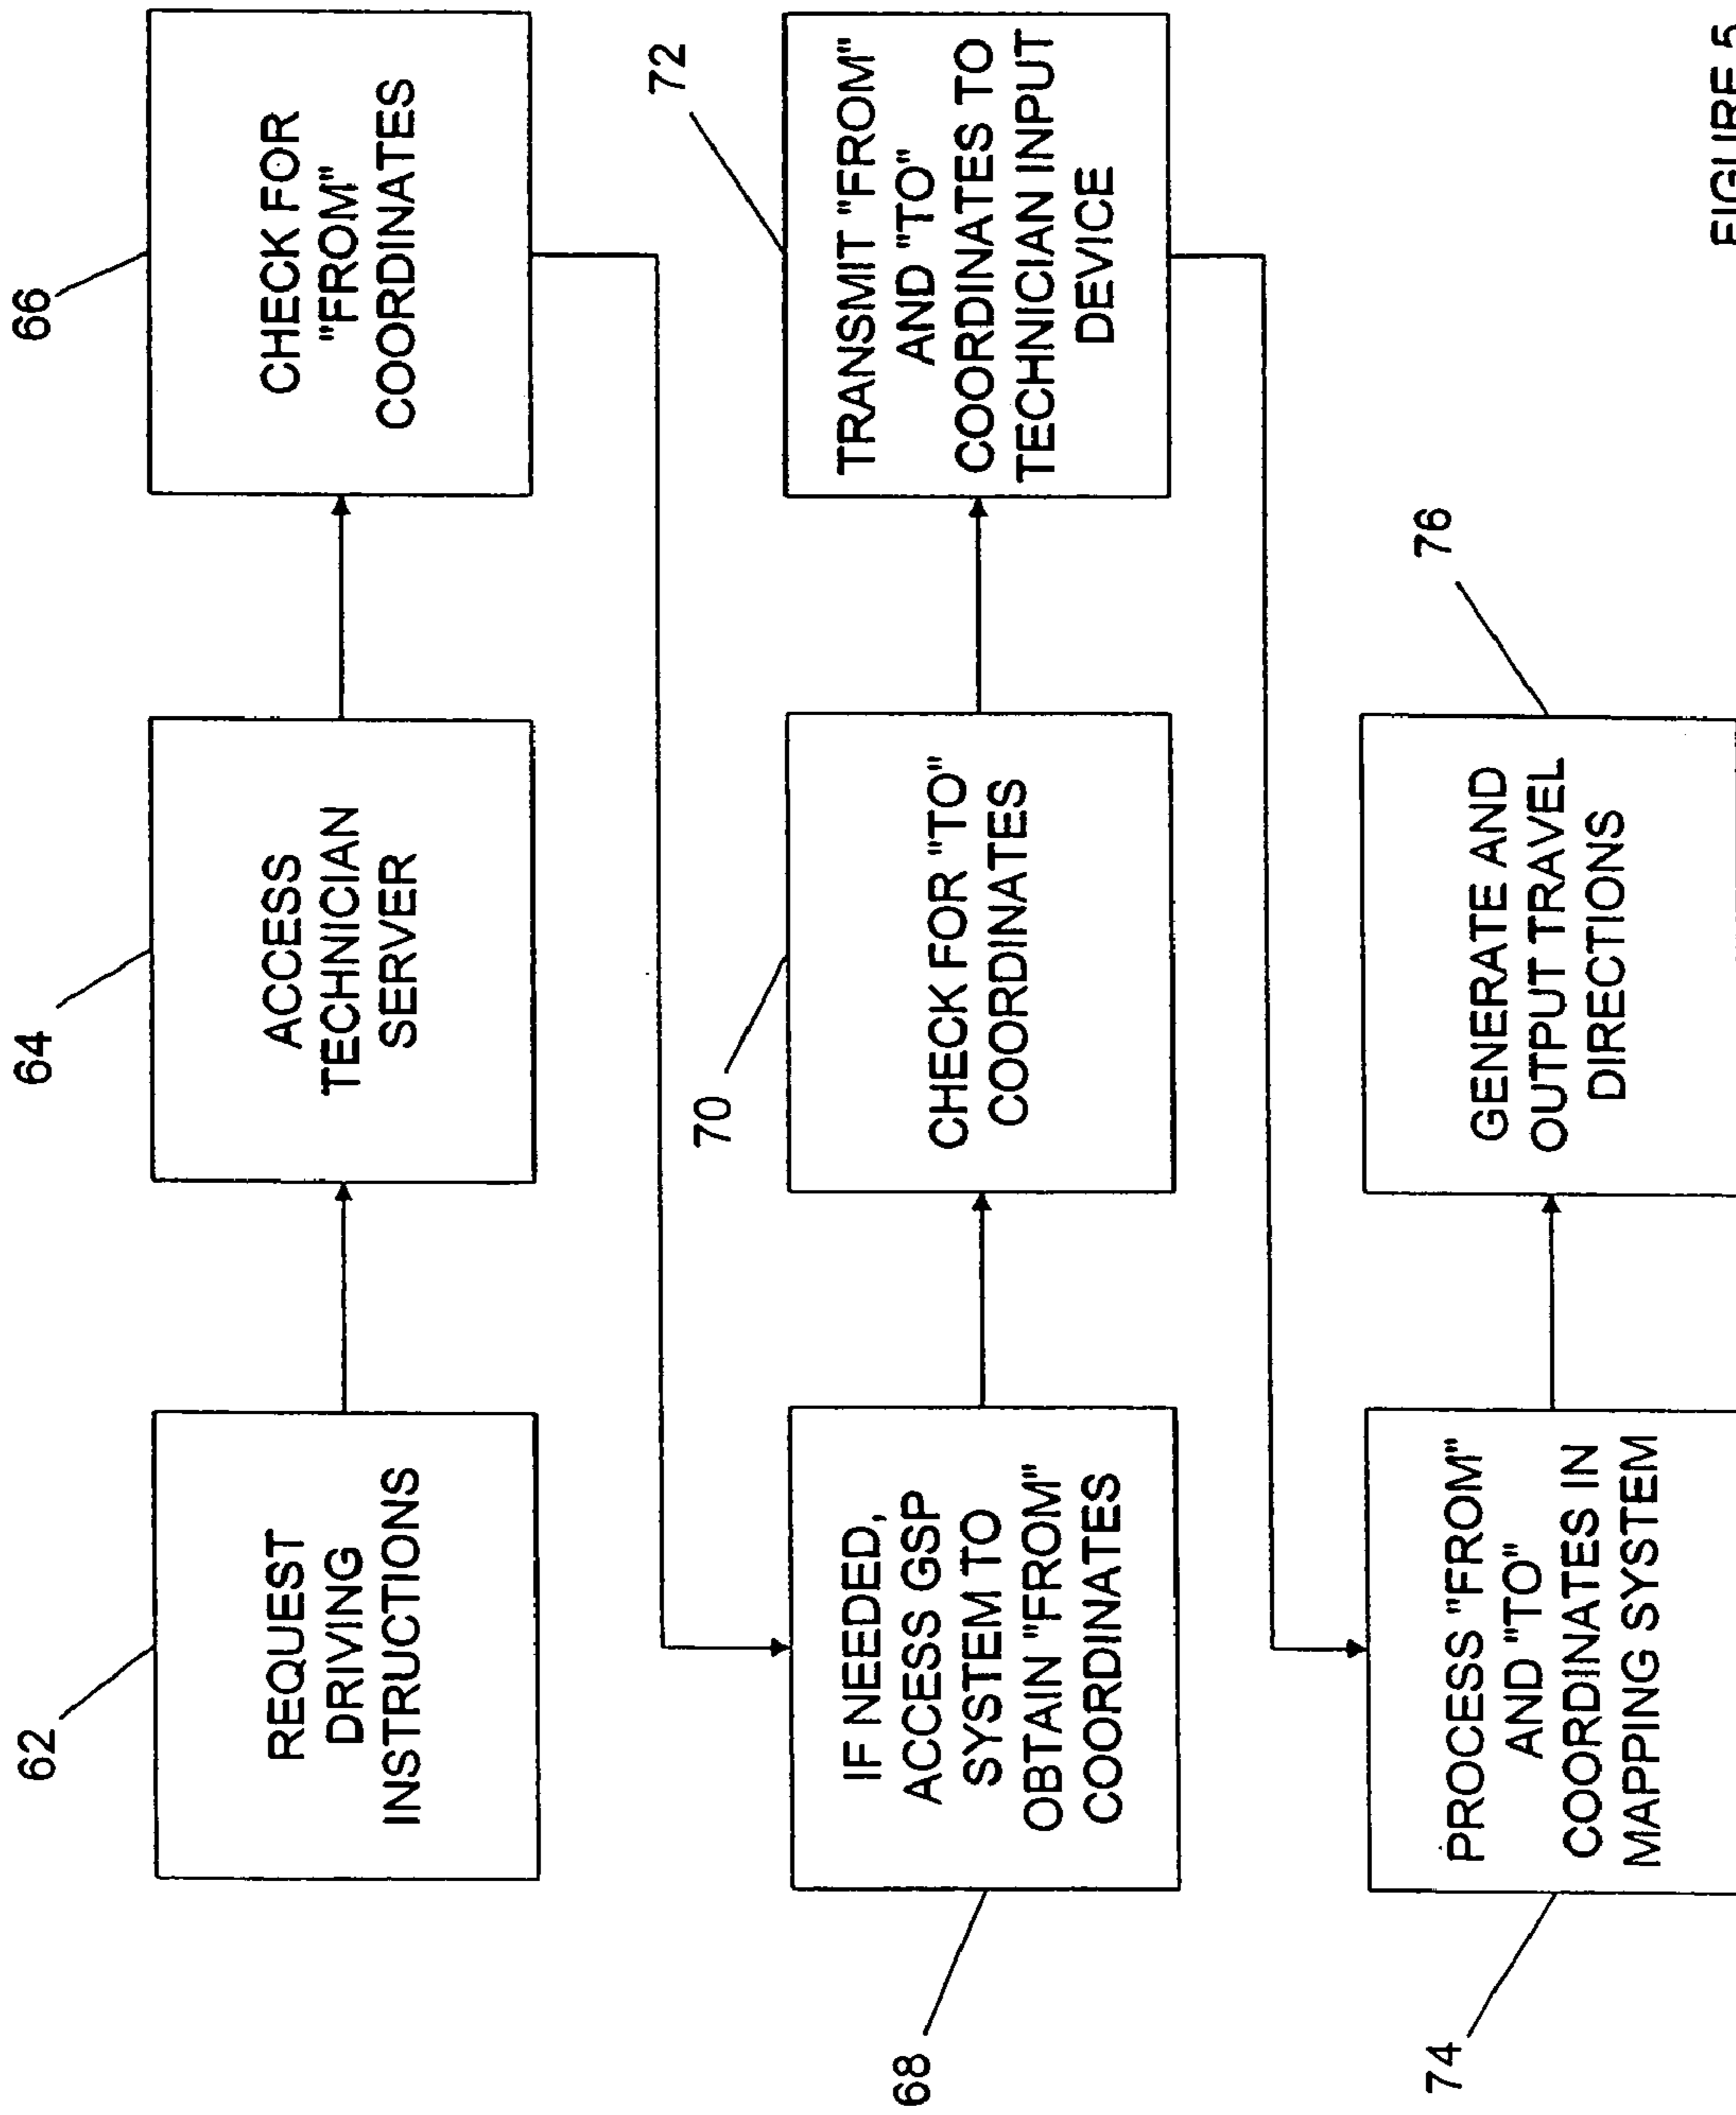 62
REQUEST
DRIVING
INSTRUCTIONS
64
ACCESS
TECHNICIAN
SERVER
66
CHECK FOR
"FROM"
COORDINATES
68
IF NEEDED,
ACCESS GSP
SYSTEM TO
OBTAIN "FROM"
COORDINATES
70
CHECK FOR "TO"
COORDINATES
72
TRANSMIT "FROM"
AND "TO"
COORDINATES TO
TECHNICIAN INPUT
DEVICE
74
PROCESS "FROM"
AND "TO"
COORDINATES IN
MAPPING SYSTEM
76
GENERATE AND
OUTPUT TRAVEL
DIRECTIONS
FIGURE 5